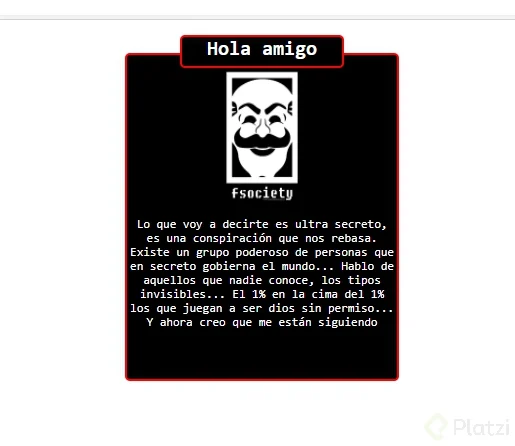 Hola amigo
fsociety
Lo que voy a decirte es ultra secreto,
es una conspiración que nos rebasa.
Existe un grupo poderoso de personas que
en secreto gobierna el mundo... Hablo de
aquellos que nadie conoce, los tipos
invisibles... El 1% en la cima del 1%
los que juegan a ser dios sin permiso...
Y ahora creo que me están siguiendo
Platzi